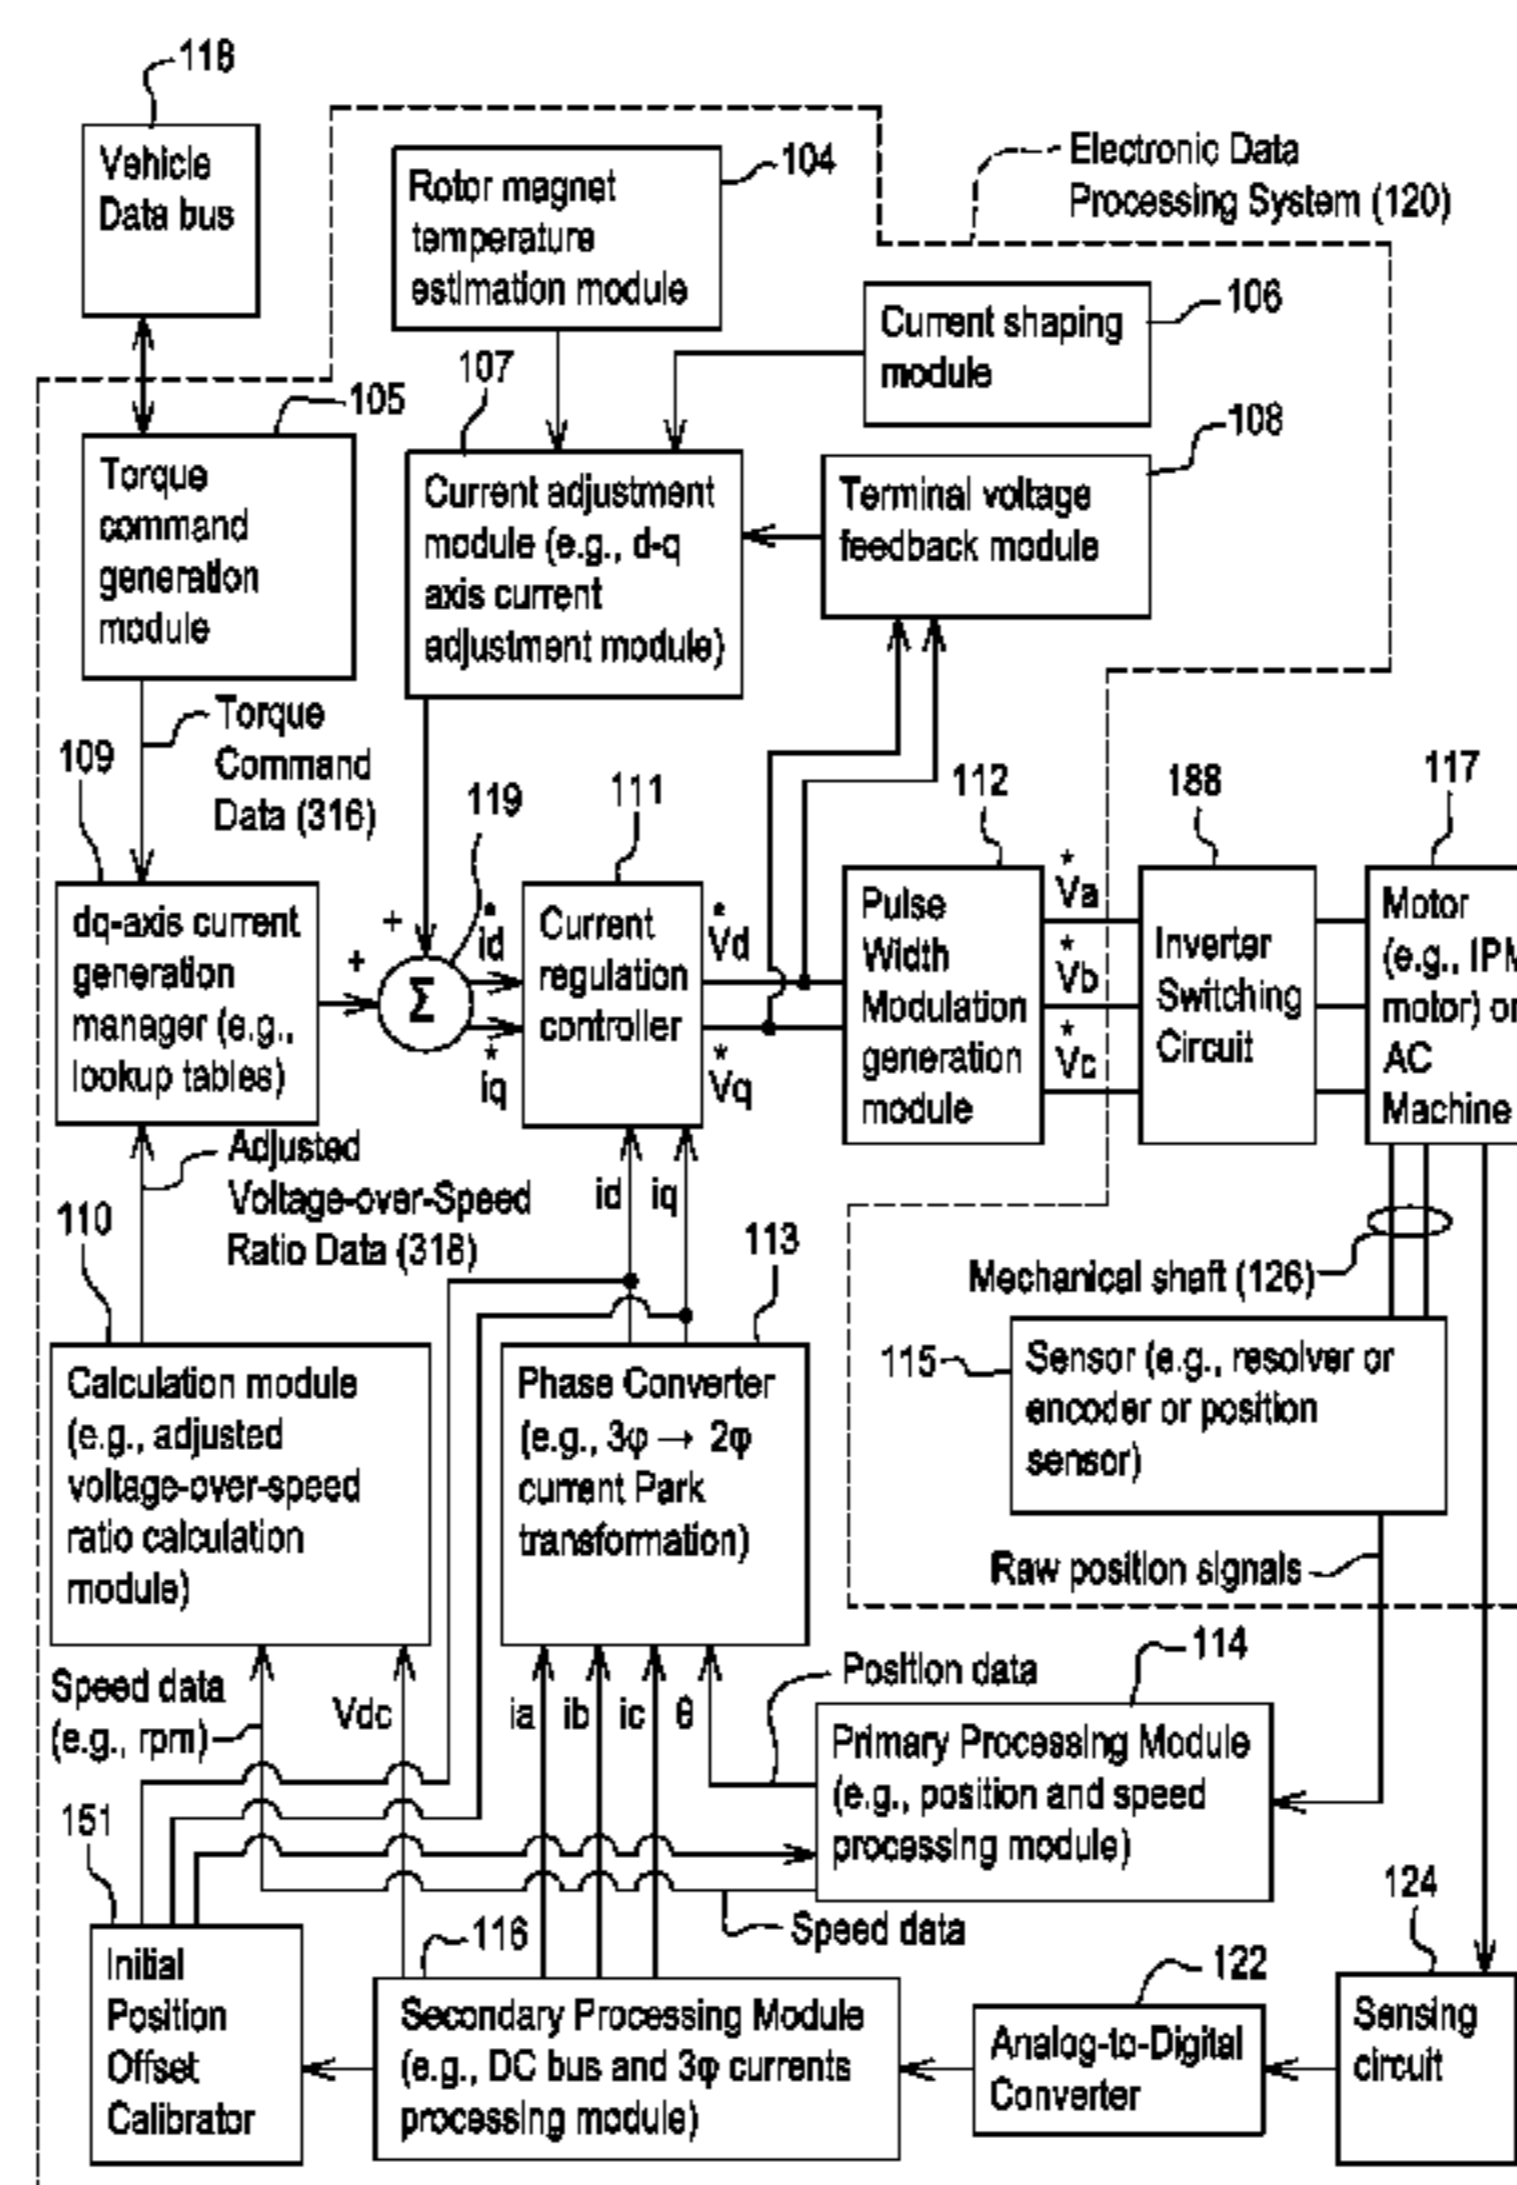 118
Vehicle
Data bus
Rotor magnet
temperature
estimation module
104
Electronic Data
Processing System (120)
Current shaping
module
106
107
105
108
Torque
command
generation
module
Current adjustment
module (e.g., d-q
axis current
adjustment module)
Terminal voltage
feedback module
Torque
Command
Data (316)
109
119
111
112
188
117
dq-axis current
generation
manager (e.g.,
lookup tables)
+
+
Σ
id*
iq*
Current
regulation
controller
Vd*
Vq*
Pulse
Width
Modulation
generation
module
Va*
Vb*
Vc*
Inverter
Switching
Circuit
Motor
(e.g., IPM
motor) or
AC
Machine
Adjusted
Voltage-over-Speed
Ratio Data (318)
id iq
110
113
Mechanical shaft (126)
Calculation module
(e.g., adjusted
voltage-over-speed
ratio calculation
module)
Phase Converter
(e.g., 3φ → 2φ
current Park
transformation)
115
Sensor (e.g., resolver or
encoder or position
sensor)
Raw position signals
Speed data
(e.g., rpm)
Vdc
ia ib ic θ
Position data
114
Primary Processing Module
(e.g., position and speed
processing module)
151
Speed data
116
122
124
Initial
Position
Offset
Calibrator
Secondary Processing Module
(e.g., DC bus and 3φ currents
processing module)
Analog-to-Digital
Converter
Sensing
circuit